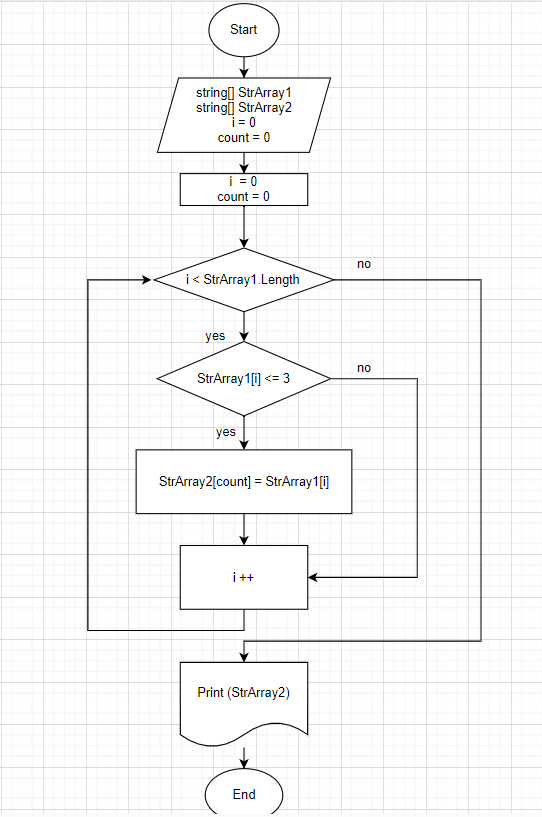 Start
string[] StrArray1
string[] StrArray2
i = 0
count = 0
i = 0
count = 0
i < StrArray1.Length
no
yes
StrArray1[i] <= 3
no
yes
StrArray2[count] = StrArray1[i]
i ++
Print (StrArray2)
End